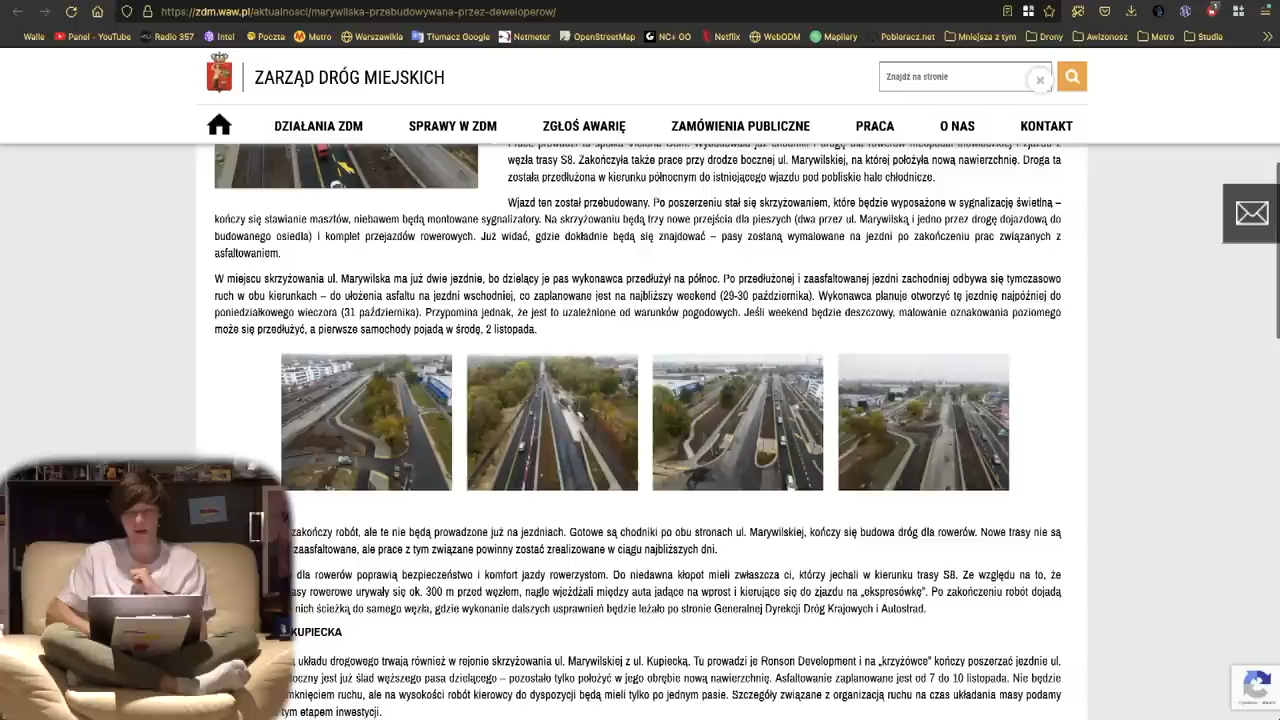 https://zdm.waw.pl/aktualnosci/marywilska-przebudowywana-przez-deweloperow/
Walle Panel - YouTube Radio 357 Intel Poczta Metro Warszawikia Tłumacz Google Netmeter OpenStreetMap NCi + OO Netflix WebODM Mapillary Pobieracz.net Maszyna z tym Drony Awizonosz Metro Studia
ZARZĄD DRÓG MIEJSKICH
Znajdź na stronie
DZIAŁANIA ZDM SPRAWY W ZDM ZGŁOŚ AWARIĘ ZAMÓWIENIA PUBLICZNE PRACA O NAS KONTAKT
węzła trasy S8. Zakończyła także prace przy drodze bocznej ul. Marywilskiej, na której położyła nową nawierzchnię. Droga ta
została przedłużona w kierunku północnym do istniejącego wjazdu pod pobliskie hale chłodnicze.
Wjazd ten został przebudowany. Po poszerzeniu stał się skrzyżowaniem, które będzie wyposażone w sygnalizację świetlną –
kończy się stawianie masztów, niebawem będą montowane sygnalizatory. Na skrzyżowaniu będą trzy nowe przejścia dla pieszych (dwa przez ul. Marywilską i jedno przez drogę dojazdową do
budowanego osiedla) i komplet przejazdów rowerowych. Już widać, gdzie dokładnie będą się znajdować – pasy zostaną wymalowane na jezdni po zakończeniu prac związanych z
asfaltowaniem.
W miejscu skrzyżowania ul. Marywilska ma już dwie jezdnie, bo dzielący je pas wykonawca przedłużył na północ. Po przedłużonej i zaasfaltowanej jezdni zachodniej odbywa się tymczasowo
ruch w obu kierunkach – do ułożenia asfaltu na jezdni wschodniej, co zaplanowane jest na najbliższy weekend (29-30 października). Wykonawca planuje otworzyć tę jezdnię najpóźniej do
poniedziałkowego wieczora (31 października). Przypomina jednak, że jest to uzależnione od warunków pogodowych. Jeśli weekend będzie deszczowy, malowanie oznakowania poziomego
może się przedłużyć, a pierwsze samochody pojadą w środę, 2 listopada.
zakończy robót, ale te nie będą prowadzone już na jezdniach. Gotowe są chodniki po obu stronach ul. Marywilskiej, kończy się budowa dróg dla rowerów. Nowe trasy nie są
zaasfaltowane, ale prace z tym związane powinny zostać zrealizowane w ciągu najbliższych dni.
dla rowerów poprawią bezpieczeństwo i komfort jazdy rowerzystom. Do niedawna kłopot mieli zwłaszcza ci, którzy jechali w kierunku trasy S8. Ze względu na to, że
rowerowe urywały się ok. 300 m przed węzłem, nagle wjeżdżali między auta jadące na wprost i kierujące się do zjazdu na „ekspresówkę”. Po zakończeniu robót dojadą
nich ścieżką do samego węzła, gdzie wykonanie dalszych usprawnień będzie leżało po stronie Generalnej Dyrekcji Dróg Krajowych i Autostrad.
KUPIECKA
układu drogowego trwają również w rejonie skrzyżowania ul. Marywilskiej z ul. Kupiecką. Tu prowadzi je Ronson Development i na „krzyżówce” kończy poszerzać jezdnie ul.
jest już ślad węższego pasa dzielącego – pozostało tylko położyć w jego obrębie nową nawierzchnię. Asfaltowanie zaplanowane jest od 7 do 10 listopada. Nie będzie
ruchu, ale na wysokości robót kierowcy do dyspozycji będą mieli tylko po jednym pasie. Szczegóły związane z organizacją ruchu na czas układania masy podamy
tym etapem inwestycji.